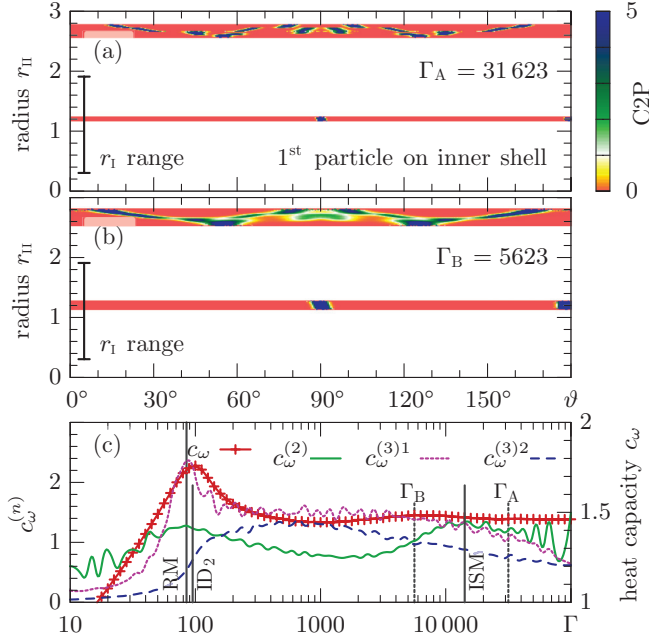 (a)
Γ_A = 31 623
r_I range
1st particle on inner shell
radius r_II
3
2
1
0
5
C2P
1
0
(b)
Γ_B = 5623
r_I range
radius r_II
3
2
1
0
0° 30° 60° 90° 120° 150° ϑ
(c)
c_ω c_ω^(2) c_ω^(3)1 c_ω^(3)2
Γ_B Γ_A
RM ID_2 ISM
c_ω^(n)
2
1
0
2
1.5
1
heat capacity c_ω
10 100 1000 10 000 Γ